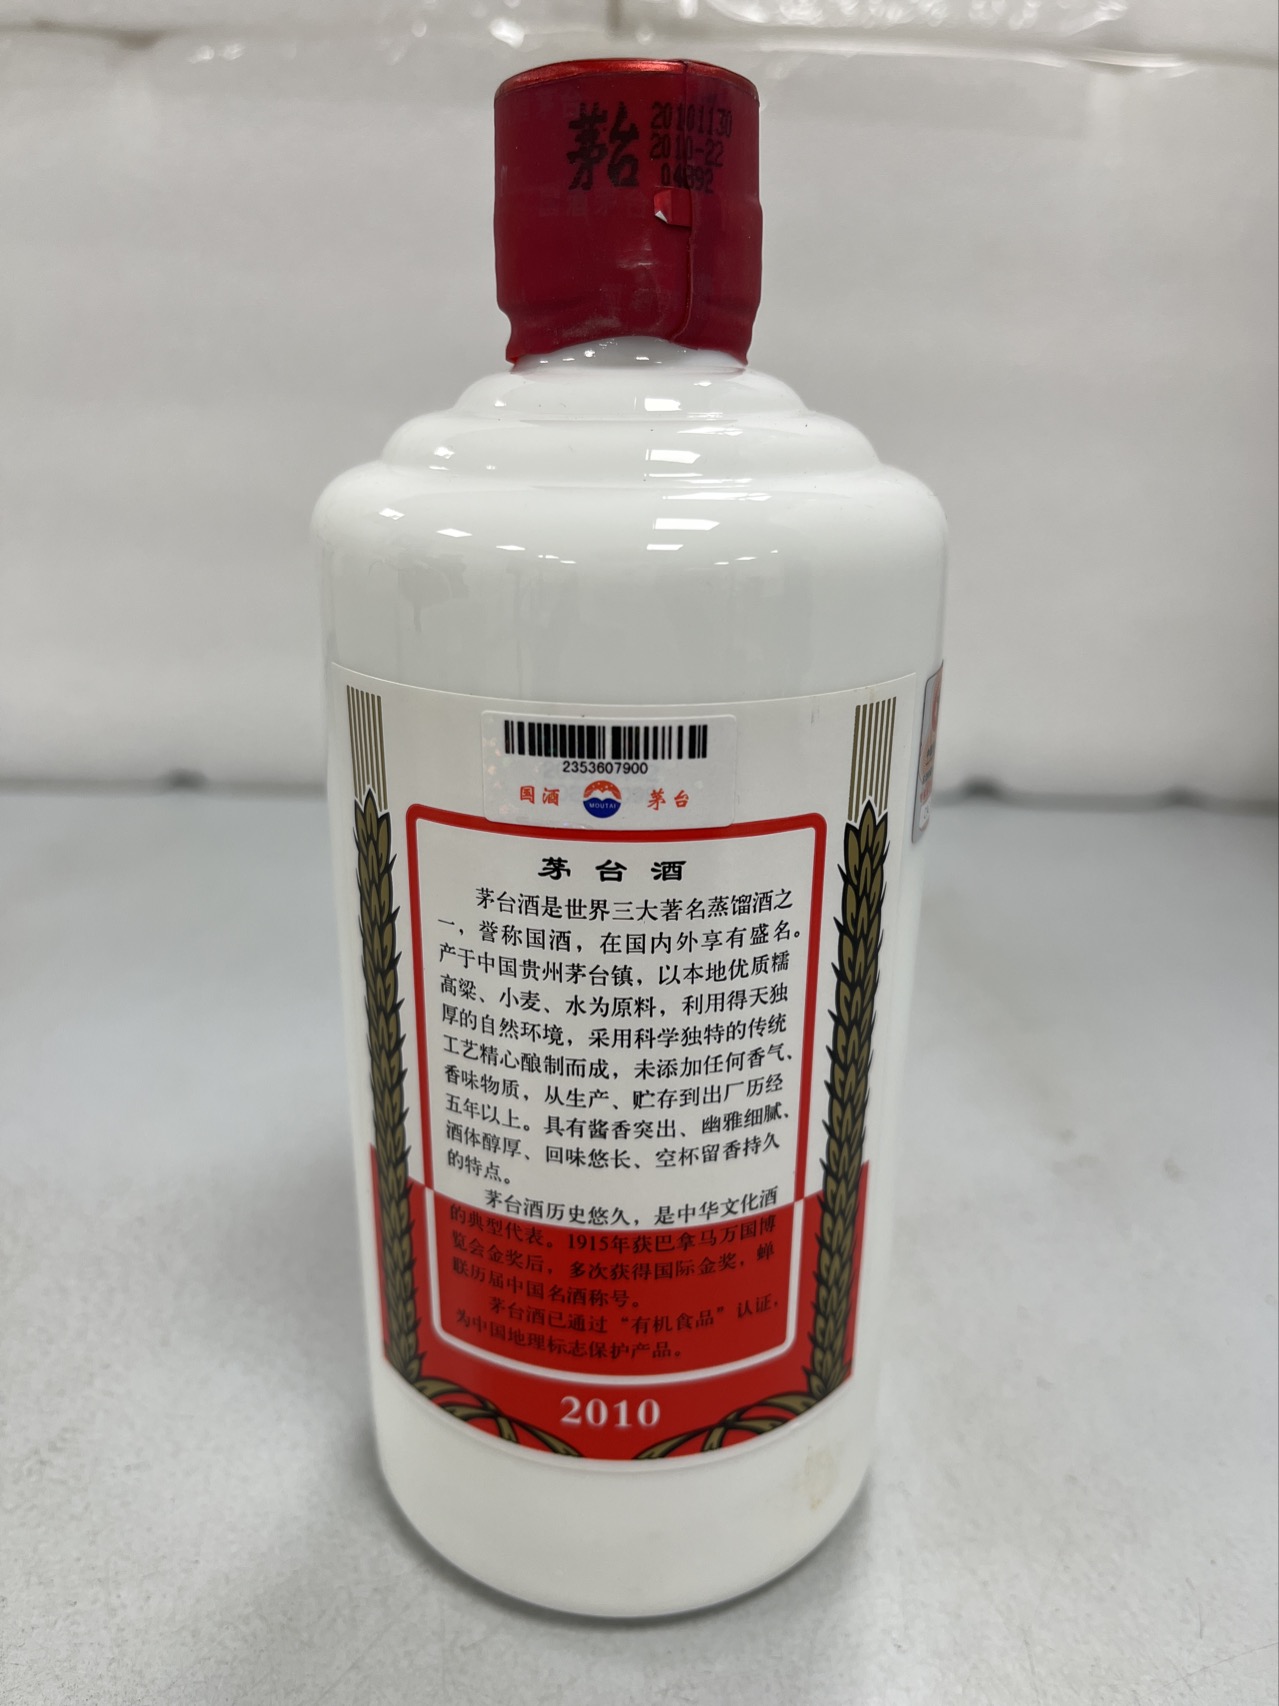 茅台
20101130
2010-22
04892
2353607900
国酒
MOUTAI
茅台
茅台酒
茅台酒是世界三大著名蒸馏酒之
一，誉称国酒，在国内外享有盛名。
产于中国贵州茅台镇，以本地优质糯
高粱、小麦、水为原料，利用得天独
厚的自然环境，采用科学独特的传统
工艺精心酿制而成，未添加任何香气、
香味物质，从生产、贮存到出厂历经
五年以上。具有酱香突出、幽雅细腻、
酒体醇厚、回味悠长、空杯留香持久
的特点。
茅台酒历史悠久，是中华文化酒
的典型代表。1915年获巴拿马万国博
览会金奖后，多次获得国际金奖，蝉
联历届中国名酒称号。
茅台酒已通过“有机食品”认证，
为中国地理标志保护产品。
2010